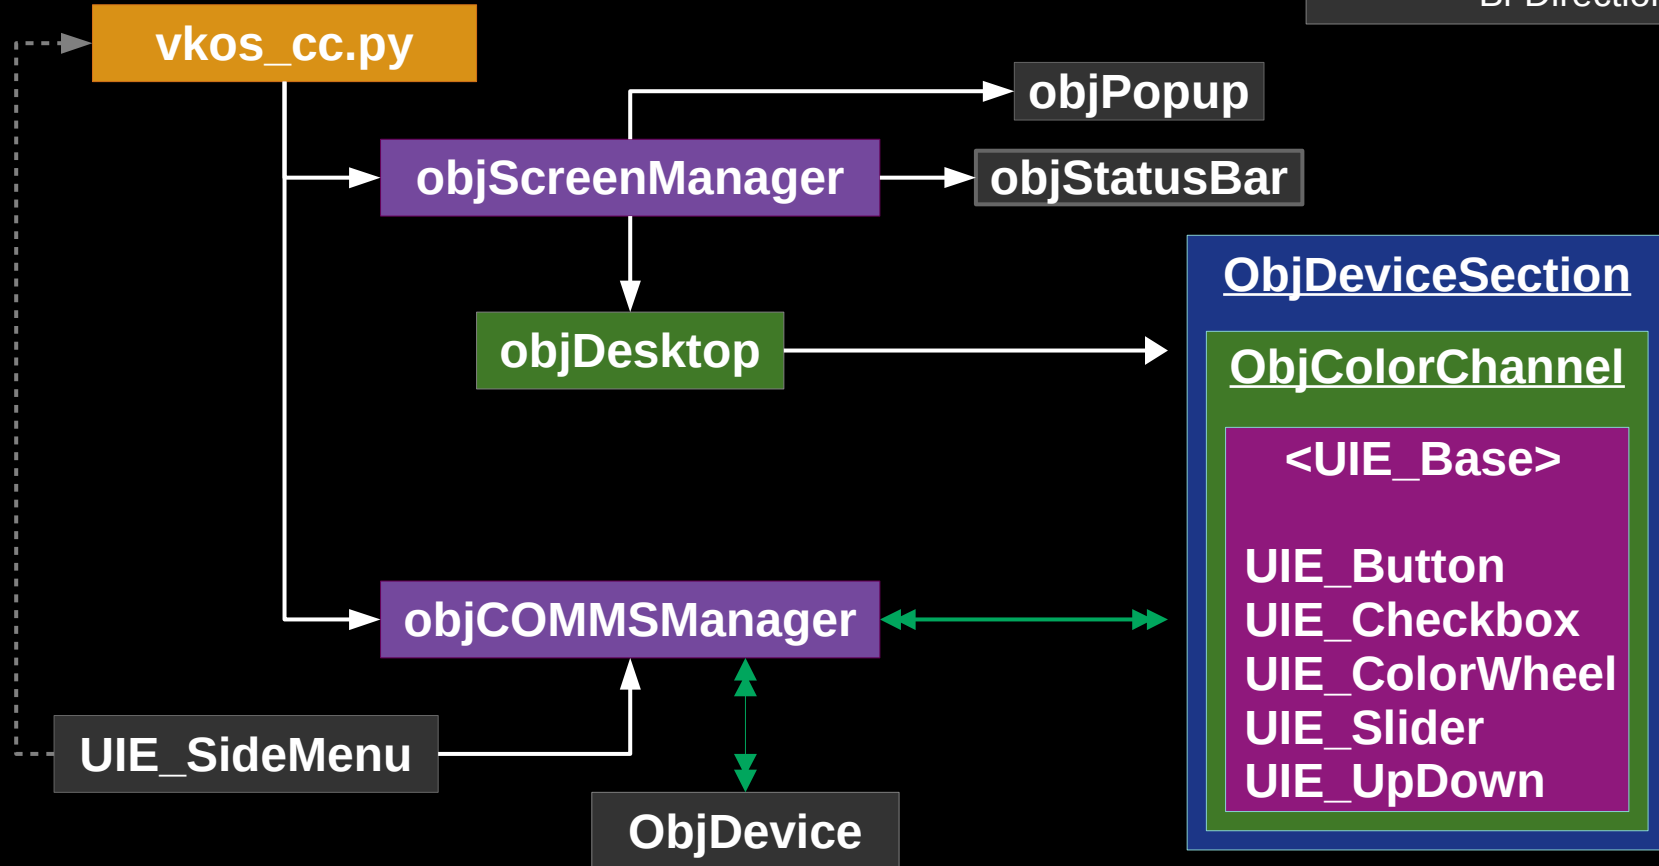 vkos_cc.py
objPopup
objScreenManager
objStatusBar
ObjDeviceSection
objDesktop
ObjColorChannel
<UIE_Base>
UIE_Button
UIE_Checkbox
objCOMMSManager
UIE_ColorWheel
UIE_Slider
UIE_SideMenu
UIE_UpDown
ObjDevice